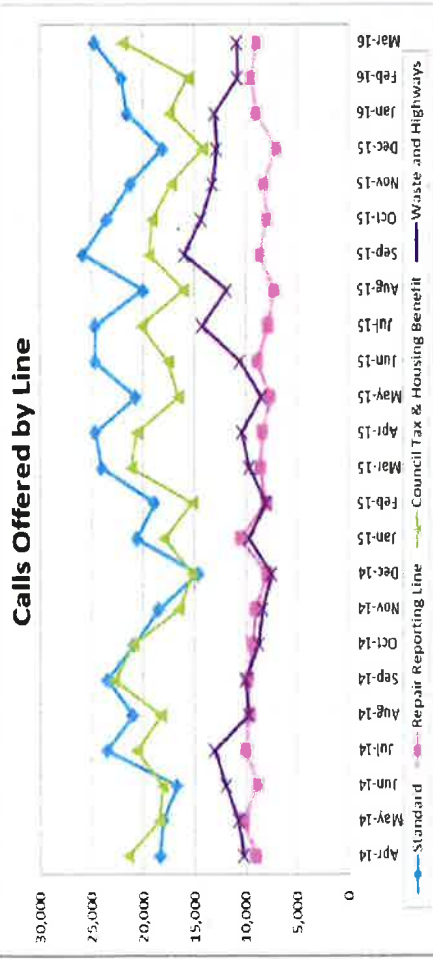 Calls Offered by Line
30,000
25,000
20,000
15,000
10,000
5,000
0
Apr-14
May-14
Jun-14
Jul-14
Aug-14
Sep-14
Oct-14
Nov-14
Dec-14
Jan-15
Feb-15
Mar-15
Apr-15
May-15
Jun-15
Jul-15
Aug-15
Sep-15
Oct-15
Nov-15
Dec-15
Jan-16
Feb-16
Mar-16
Standard
Repair Reporting Line
Council Tax & Housing Benefit
Waste and Highways